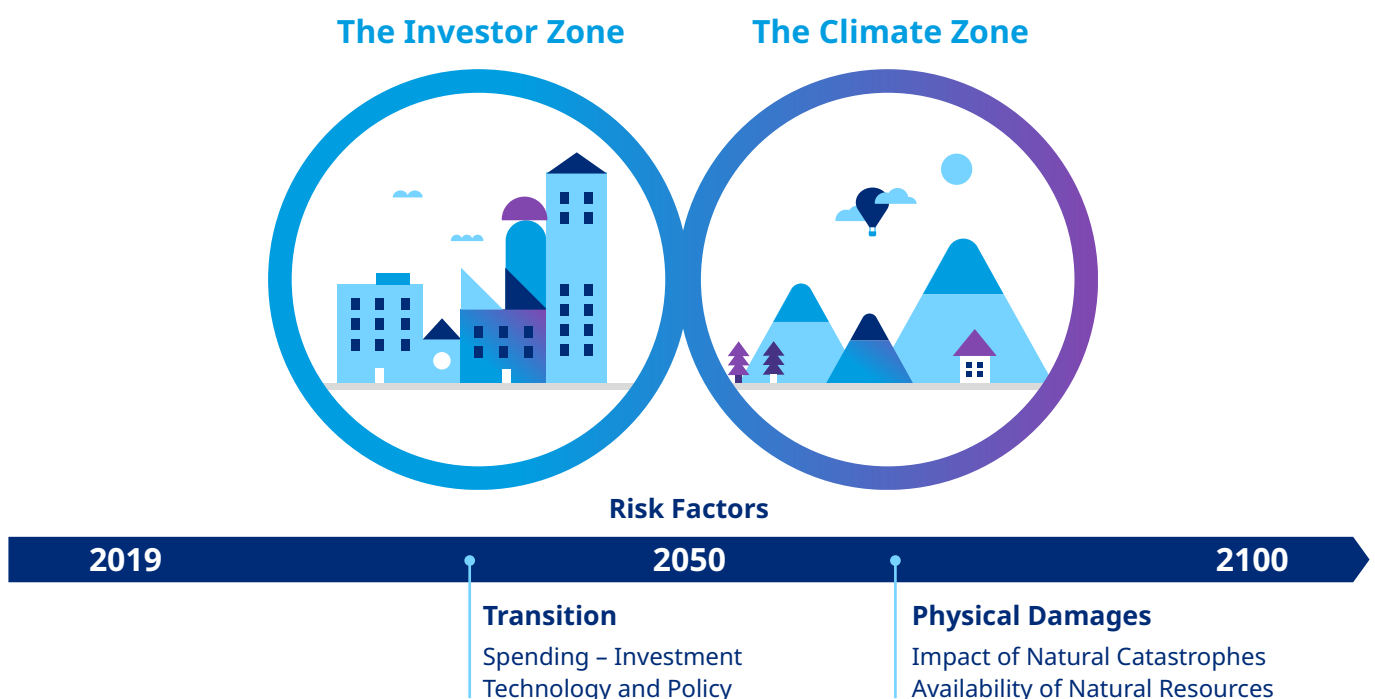 The Investor Zone
The Climate Zone
Risk Factors
2019
2050
2100
Transition
Spending – Investment
Technology and Policy
Physical Damages
Impact of Natural Catastrophes
Availability of Natural Resources